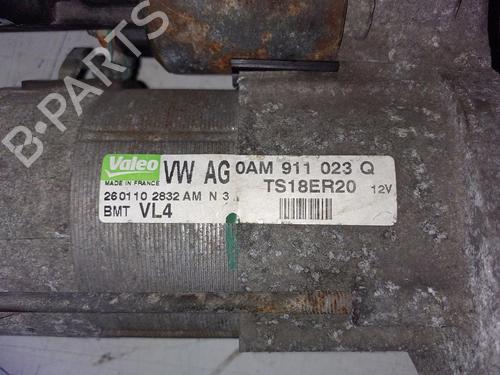 B-PARTS
Valeo
MADE IN FRANCE
VW AG 0AM 911 023 Q
TS18ER20 12V
260110 2832 AM N 3
BMT VL4